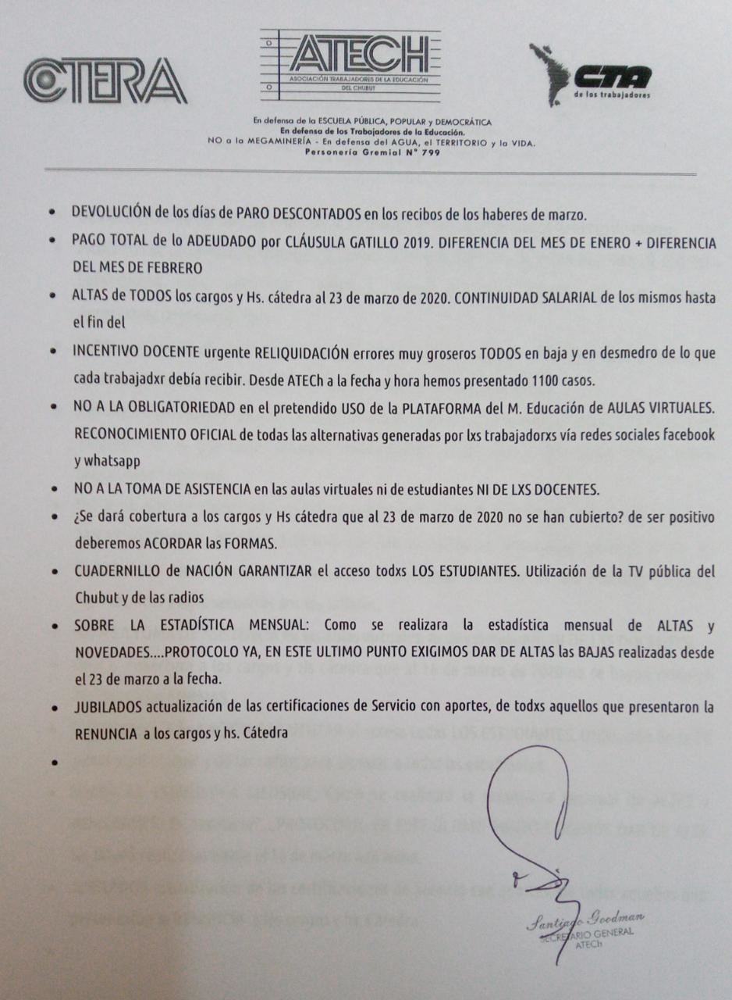 CTERA
ATECH
ASOCIACIÓN TRABAJADORES DE LA EDUCACIÓN
DEL CHUBUT
CTA
de los trabajadores
En defensa de la ESCUELA PÚBLICA, POPULAR y DEMOCRÁTICA
En defensa de los Trabajadores de la Educación.
NO a la MEGAMINERÍA - En defensa del AGUA, el TERRITORIO y la VIDA.
Personería Gremial N° 799
• DEVOLUCIÓN de los días de PARO DESCONTADOS en los recibos de los haberes de marzo.
• PAGO TOTAL de lo ADEUDADO por CLÁUSULA GATILLO 2019. DIFERENCIA DEL MES DE ENERO + DIFERENCIA
DEL MES DE FEBRERO
• ALTAS de TODOS los cargos y Hs. cátedra al 23 de marzo de 2020. CONTINUIDAD SALARIAL de los mismos hasta
el fin del
• INCENTIVO DOCENTE urgente RELIQUIDACIÓN errores muy groseros TODOS en baja y en desmedro de lo que
cada trabajadxr debía recibir. Desde ATECh a la fecha y hora hemos presentado 1100 casos.
• NO A LA OBLIGATORIEDAD en el pretendido USO de la PLATAFORMA del M. Educación de AULAS VIRTUALES.
RECONOCIMIENTO OFICIAL de todas las alternativas generadas por lxs trabajadorxs vía redes sociales facebook
y whatsapp
• NO A LA TOMA DE ASISTENCIA en las aulas virtuales ni de estudiantes NI DE LXS DOCENTES.
• ¿Se dará cobertura a los cargos y Hs cátedra que al 23 de marzo de 2020 no se han cubierto? de ser positivo
deberemos ACORDAR las FORMAS.
• CUADERNILLO de NACIÓN GARANTIZAR el acceso todxs LOS ESTUDIANTES. Utilización de la TV pública del
Chubut y de las radios
• SOBRE LA ESTADÍSTICA MENSUAL: Como se realizara la estadística mensual de ALTAS y
NOVEDADES....PROTOCOLO YA, EN ESTE ULTIMO PUNTO EXIGIMOS DAR DE ALTAS las BAJAS realizadas desde
el 23 de marzo a la fecha.
• JUBILADOS actualización de las certificaciones de Servicio con aportes, de todxs aquellos que presentaron la
RENUNCIA a los cargos y hs. Cátedra
•
Santiago Goodman
SECRETARIO GENERAL
ATECh